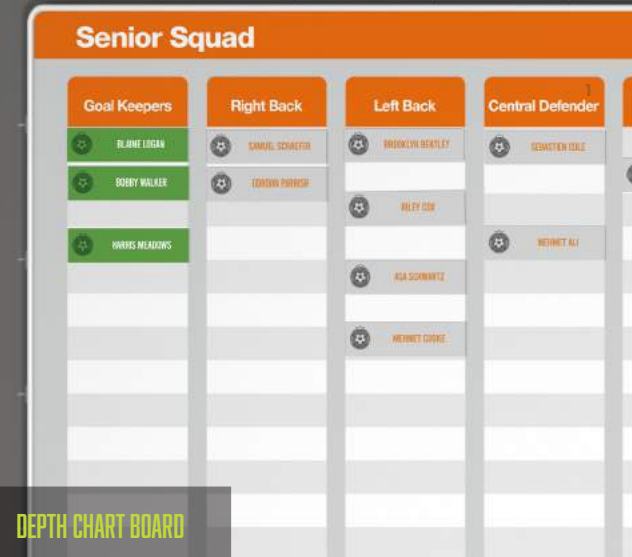 Senior Squad
Goal Keepers
Right Back
Left Back
Central Defender
1
BLAINE LOGAN
SAMUEL SCHAEFER
BROOKLYN BENTLEY
SEBASTIEN COLE
BOBBY WALKER
PARRISH
RILEY COX
HARRIS MEADOWS
MEHMET ALI
ASA SCHWARTZ
MEHMET COOKE
DEPTH CHART BOARD